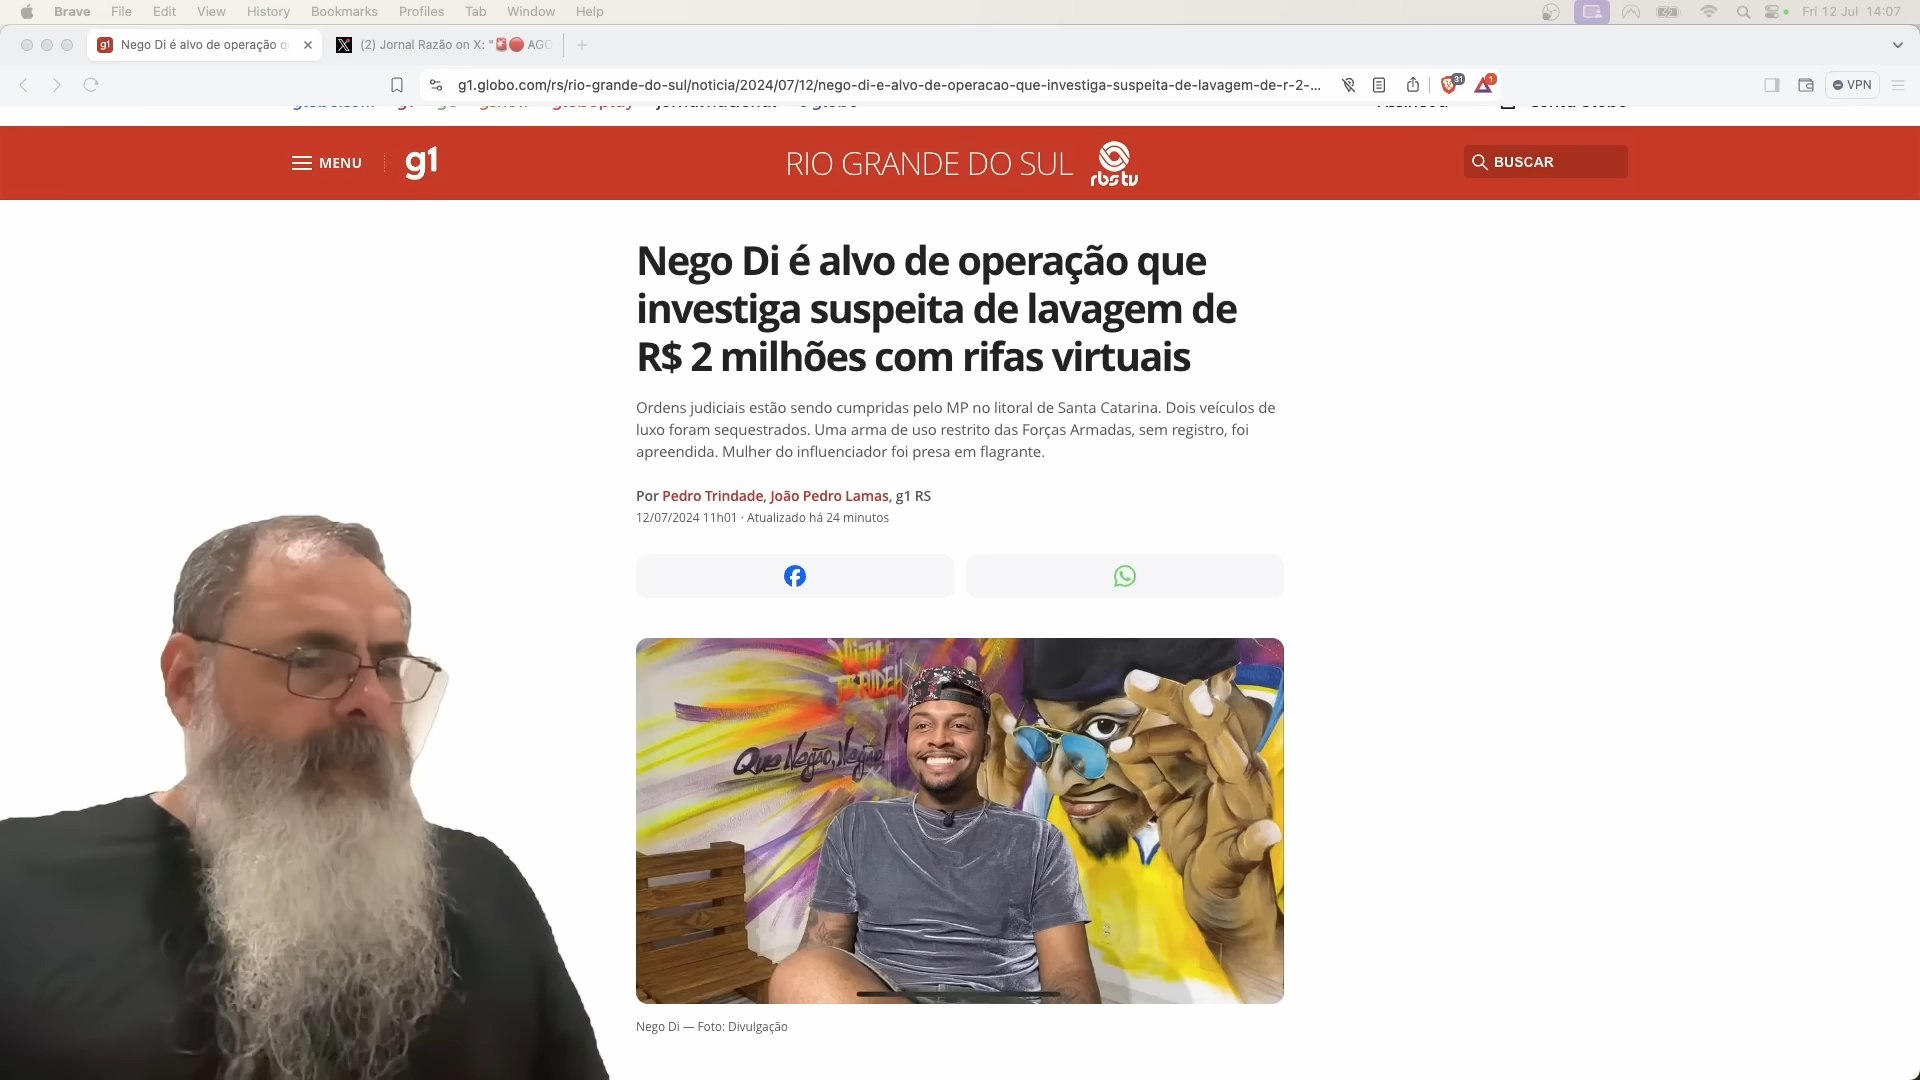 Brave File Edit View History Bookmarks Profiles Tab Window Help Fri 12 Jul 14:07
g1 Nego Di é alvo de operação q (2) Jornal Razão on X: "🚨🔴 AGO
g1.globo.com/rs/rio-grande-do-sul/noticia/2024/07/12/nego-di-e-alvo-de-operacao-que-investiga-suspeita-de-lavagem-de-r-2-... 31 1 VPN
MENU g1 RIO GRANDE DO SUL rbs tv BUSCAR
Nego Di é alvo de operação que
investiga suspeita de lavagem de
R$ 2 milhões com rifas virtuais
Ordens judiciais estão sendo cumpridas pelo MP no litoral de Santa Catarina. Dois veículos de
luxo foram sequestrados. Uma arma de uso restrito das Forças Armadas, sem registro, foi
apreendida. Mulher do influenciador foi presa em flagrante.
Por Pedro Trindade, João Pedro Lamas, g1 RS
12/07/2024 11h01 · Atualizado há 24 minutos
Que Negão, Negão!
Nego Di — Foto: Divulgação